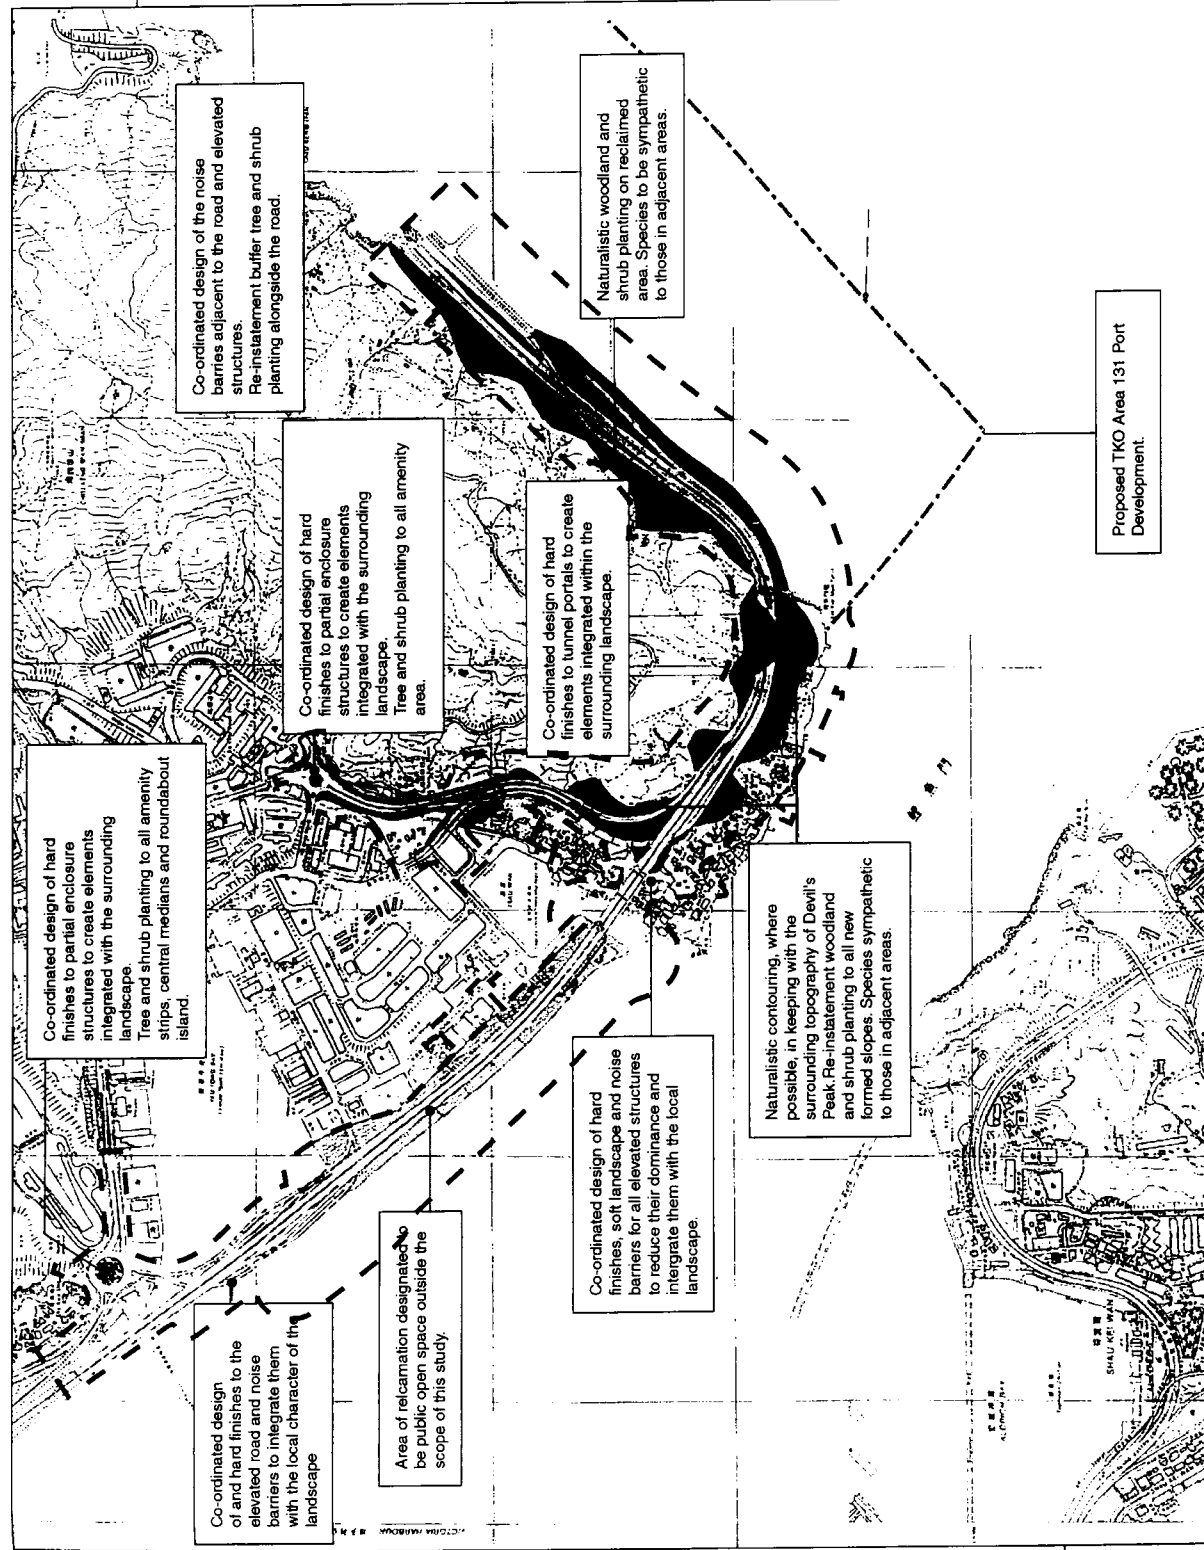 Co-ordinated design of the noise
barries adjacent to the road and elevated
structures.
Re-instatement buffer tree and shrub
planting alongside the road.
Naturalistic woodland and
shrub planting on reclaimed
area. Species to be sympathetic
to those in adjacent areas.
Co-ordinated design of hard
finishes to partial enclosure
structures to create elements
integrated with the surrounding
landscape.
Tree and shrub planting to all amenity
area.
Co-ordinated design of hard
finishes to tunnel portals to create
elements integrated within the
surrounding landscape.
Proposed TKO Area 131 Port
Development.
Co-ordinated design of hard
finishes to partial enclosure
structures to create elements
integrated with the surrounding
landscape.
Tree and shrub planting to all amenity
strips, central medians and roundabout
island.
Naturalistic contouring, where
possible, in keeping with the
surrounding topography of Devil's
Peak.Re-instatement woodland
and shrub planting to all new
formed slopes. Species sympathetic
to those in adjacent areas.
Co-ordinated design of hard
finishes, soft landscape and noise
barriers for all elevated structures
to reduce their dominance and
intergrate them with the local
landscape.
Area of relcamation designated to
be public open space outside the
scope of this study.
Co-ordinated design
of and hard finishes to the
elevated road and noise
barriers to integrate them
with the local character of the
landscape
SHAU KEI WAN
VICTORIA HARBOUR